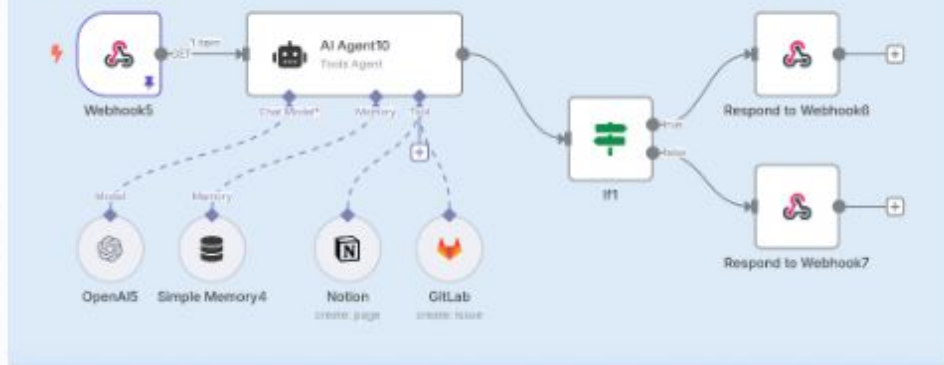 Webhook5
GET
1 item
AI Agent10
Tools Agent
Chat Model*
Memory
Tool
Model
Memory
OpenAI5
Simple Memory4
Notion
create: page
GitLab
create: issue
If1
true
false
Respond to Webhook6
Respond to Webhook7